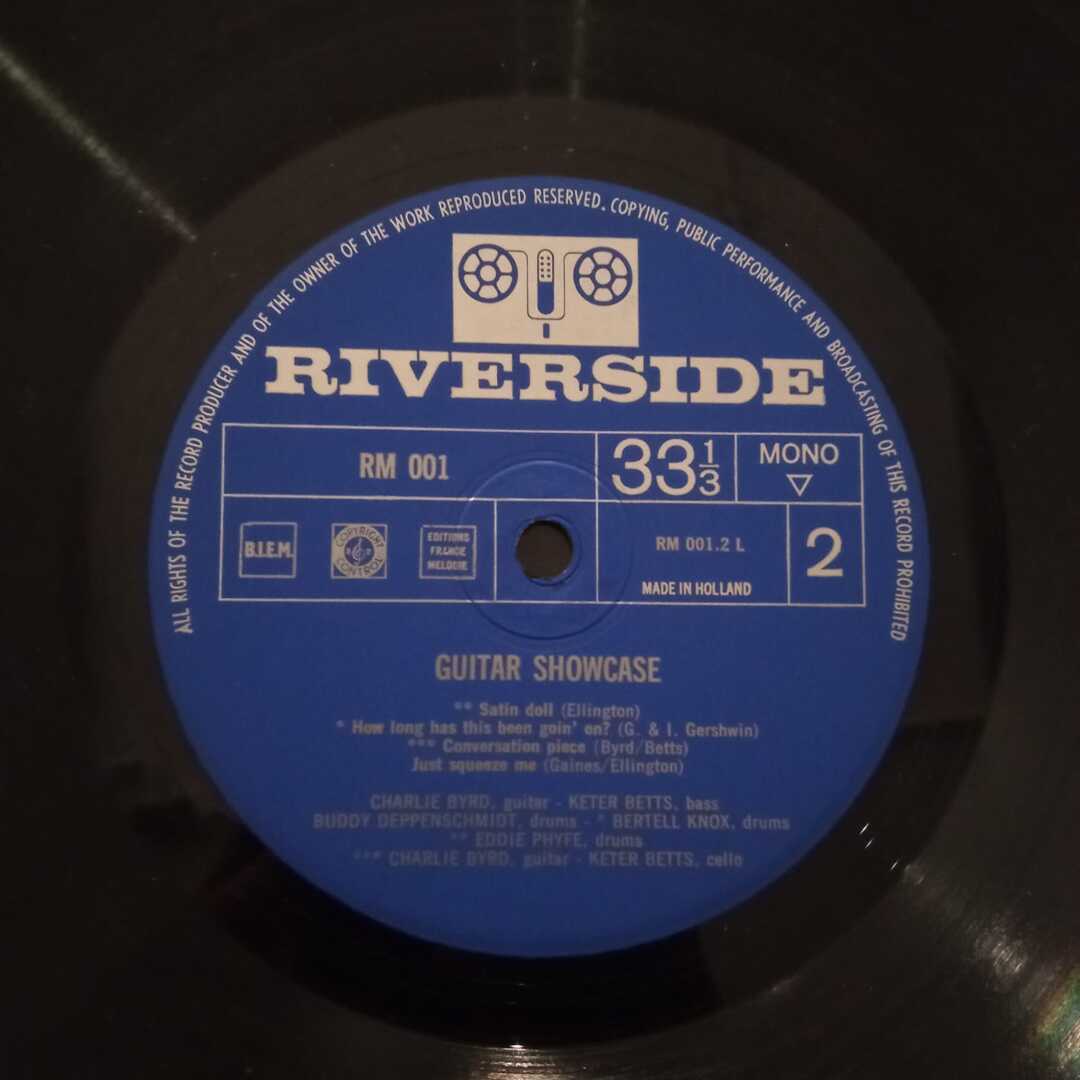 ALL RIGHTS OF THE RECORD PRODUCER AND OF THE OWNER OF THE WORK REPRODUCED RESERVED. COPYING, PUBLIC PERFORMANCE AND BROADCASTING OF THIS RECORD PROHIBITED
RIVERSIDE
RM 001
33 1/3
MONO
B.I.E.M.
COPYRIGHT
CONTROL
EDITIONS
FRANCE
MELODIE
RM 001.2 L
MADE IN HOLLAND
2
GUITAR SHOWCASE
** Satin doll (Ellington)
* How long has this been goin' on? (G. & I. Gershwin)
*** Conversation piece (Byrd/Betts)
Just squeeze me (Gaines/Ellington)
CHARLIE BYRD, guitar - KETER BETTS, bass
BUDDY DEPPENSCHMIDT, drums - * BERTELL KNOX, drums
** EDDIE PHYFE, drums
*** CHARLIE BYRD, guitar - KETER BETTS, cello